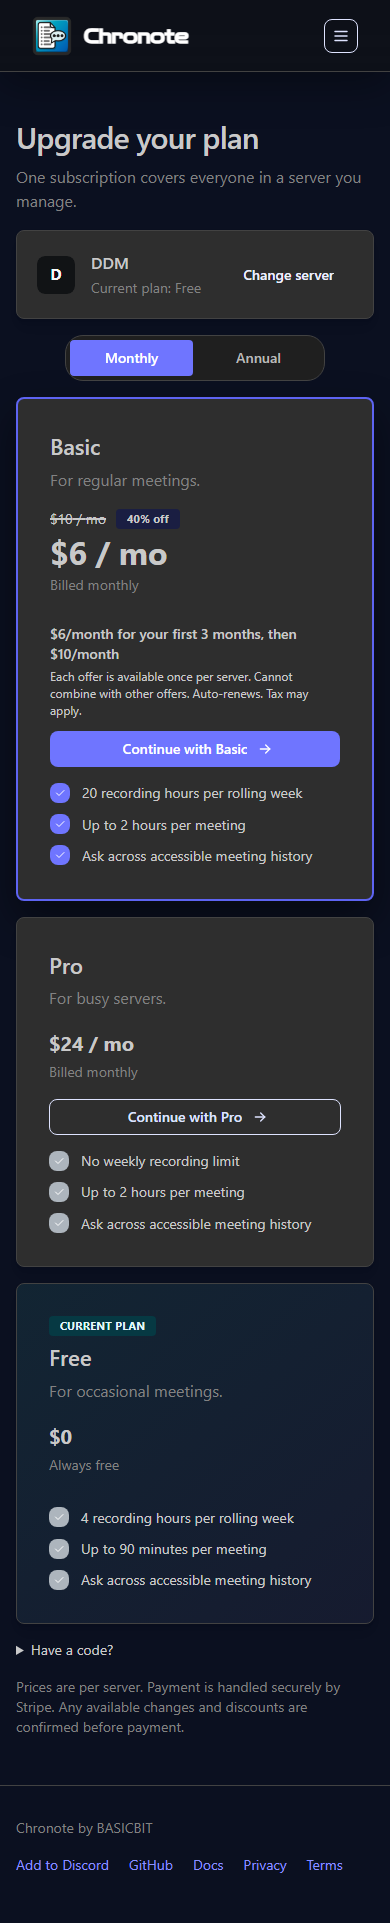 Chronote
Upgrade your plan
One subscription covers everyone in a server you
manage.
D
DDM
Current plan: Free
Change server
Monthly
Annual
Basic
For regular meetings.
$10 / mo
40% off
$6 / mo
Billed monthly
$6/month for your first 3 months, then
$10/month
Each offer is available once per server. Cannot
combine with other offers. Auto-renews. Tax may
apply.
Continue with Basic →
20 recording hours per rolling week
Up to 2 hours per meeting
Ask across accessible meeting history
Pro
For busy servers.
$24 / mo
Billed monthly
Continue with Pro →
No weekly recording limit
Up to 2 hours per meeting
Ask across accessible meeting history
CURRENT PLAN
Free
For occasional meetings.
$0
Always free
4 recording hours per rolling week
Up to 90 minutes per meeting
Ask across accessible meeting history
Have a code?
Prices are per server. Payment is handled securely by
Stripe. Any available changes and discounts are
confirmed before payment.
Chronote by BASICBIT
Add to Discord GitHub Docs Privacy Terms